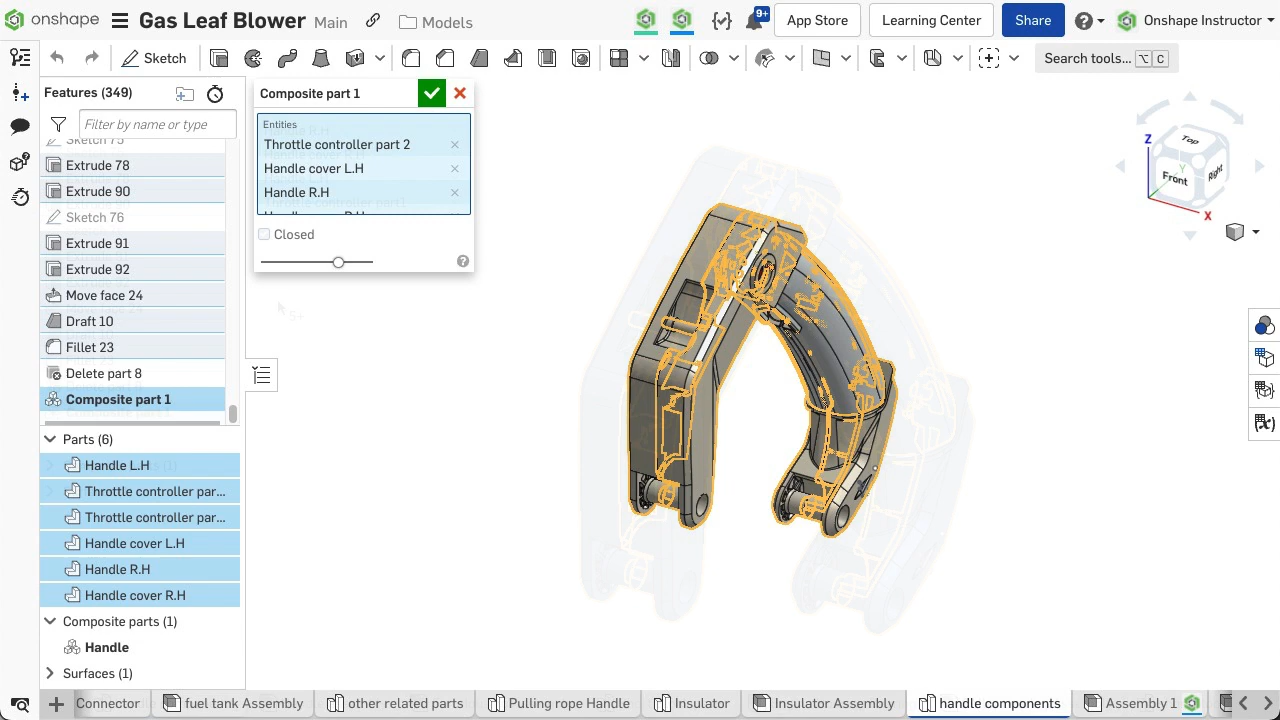 onshape Gas Leaf Blower Main Models 9+ App Store Learning Center Share Onshape Instructor
Sketch Search tools... ⌥ C
Features (349)
Filter by name or type
Sketch 75
Extrude 78
Extrude 90
Sketch 76
Extrude 91
Extrude 92
Move face 24
Draft 10
Fillet 23
Delete part 8
Composite part 1
Parts (6)
Handle L.H
Throttle controller par...
Throttle controller par...
Handle cover L.H
Handle R.H
Handle cover R.H
Composite parts (1)
Handle
Surfaces (1)
Composite part 1
Entities
Throttle controller part 2
Handle cover L.H
Handle R.H
Closed
Z
Top
Y
Front
Right
X
Connector
fuel tank Assembly
other related parts
Pulling rope Handle
Insulator
Insulator Assembly
handle components
Assembly 1